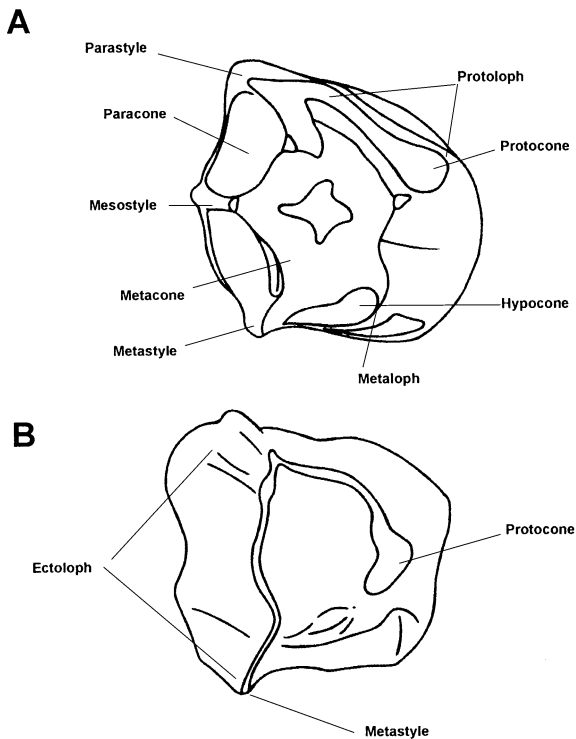 A
Parastyle
Protoloph
Paracone
Protocone
Mesostyle
Metacone
Hypocone
Metastyle
Metaloph
B
Protocone
Ectoloph
Metastyle